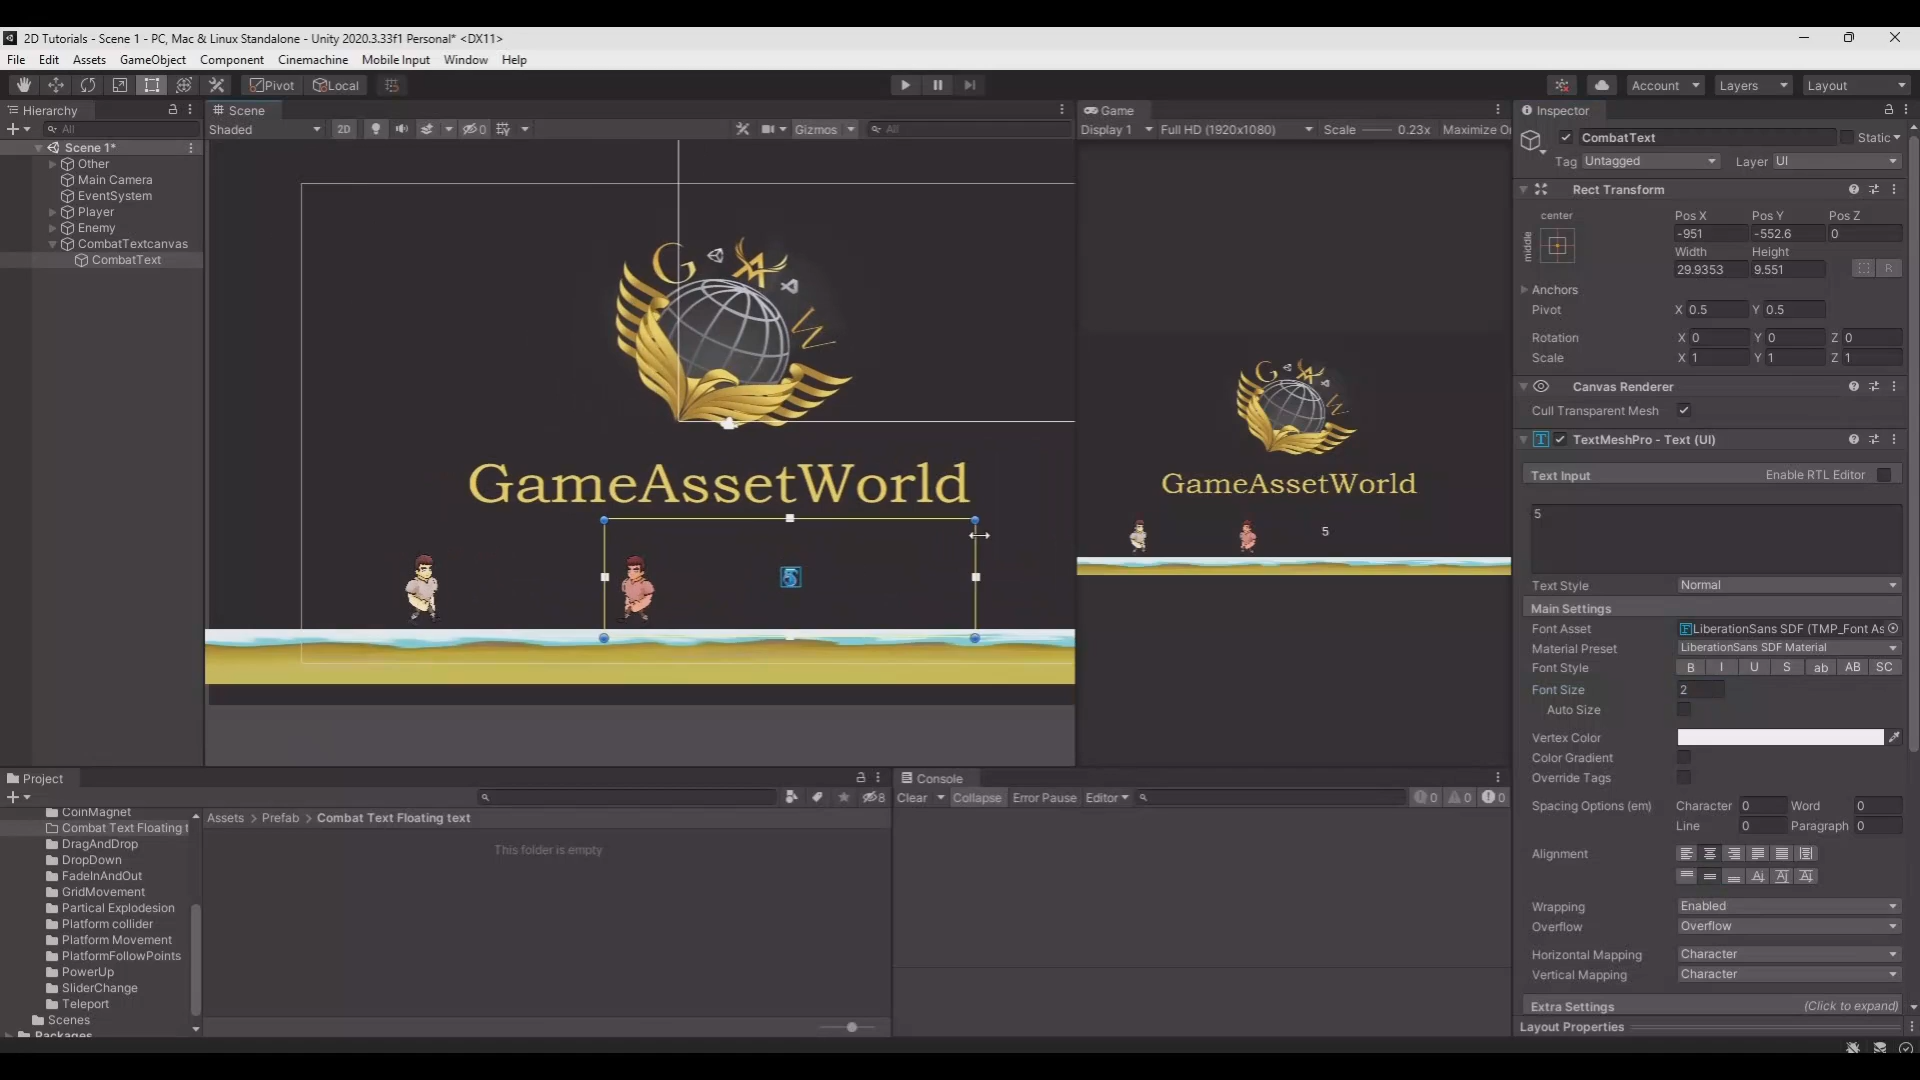 2D Tutorials - Scene 1 - PC, Mac & Linux Standalone - Unity 2020.3.33f1 Personal* <DX11>
File Edit Assets GameObject Component Cinemachine Mobile Input Window Help
Pivot Local Account Layers Layout
Hierarchy
All
Scene 1*
Other
Main Camera
EventSystem
Player
Enemy
CombatTextcanvas
CombatText
Scene
Shaded 2D 0 Gizmos All
G A W
GameAssetWorld
5
Game
Display 1 Full HD (1920x1080) Scale 0.23x Maximize O
G A W
GameAssetWorld
5
Inspector
CombatText Static
Tag Untagged Layer UI
Rect Transform
center
middle
Pos X Pos Y Pos Z
-951 -552.6 0
Width Height
29.9353 9.551
R
Anchors
Pivot X 0.5 Y 0.5
Rotation X 0 Y 0 Z 0
Scale X 1 Y 1 Z 1
Canvas Renderer
Cull Transparent Mesh
TextMeshPro - Text (UI)
Text Input Enable RTL Editor
5
Text Style Normal
Main Settings
Font Asset LiberationSans SDF (TMP_Font As
Material Preset LiberationSans SDF Material
Font Style B I U S ab AB SC
Font Size 2
Auto Size
Vertex Color
Color Gradient
Override Tags
Spacing Options (em) Character 0 Word 0
Line 0 Paragraph 0
Alignment
Wrapping Enabled
Overflow Overflow
Horizontal Mapping Character
Vertical Mapping Character
Extra Settings (Click to expand)
Layout Properties
Project
8
CoinMagnet
Combat Text Floating t
DragAndDrop
DropDown
FadeInAndOut
GridMovement
Partical Explodesion
Platform collider
Platform Movement
PlatformFollowPoints
PowerUp
SliderChange
Teleport
Scenes
Packages
Assets > Prefab > Combat Text Floating text
This folder is empty
Console
Clear Collapse Error Pause Editor 0 0 0